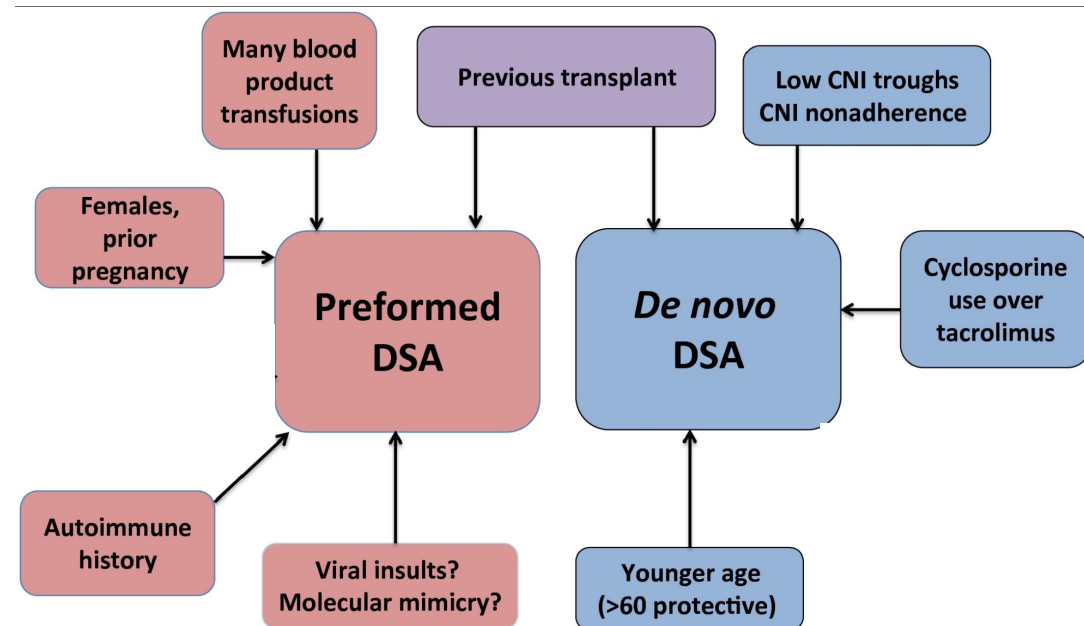 Many blood
product
transfusions
Previous transplant
Low CNI troughs
CNI nonadherence
Females,
prior
pregnancy
Preformed
DSA
De novo
DSA
Cyclosporine
use over
tacrolimus
Autoimmune
history
Viral insults?
Molecular mimicry?
Younger age
(>60 protective)